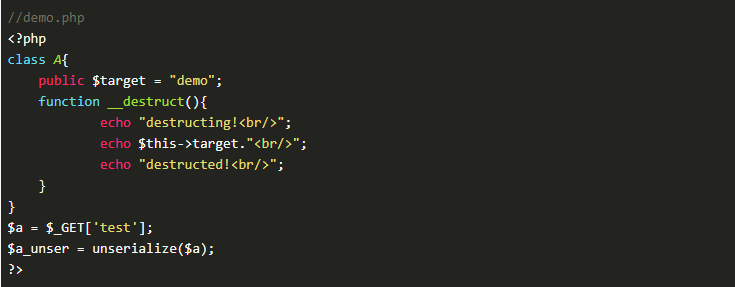 //demo.php
<?php
class A{
    public $target = "demo";
    function __destruct(){
            echo "destructing!<br/>";
            echo $this->target."<br/>";
            echo "destructed!<br/>";
    }
}
$a = $_GET['test'];
$a_unser = unserialize($a);
?>